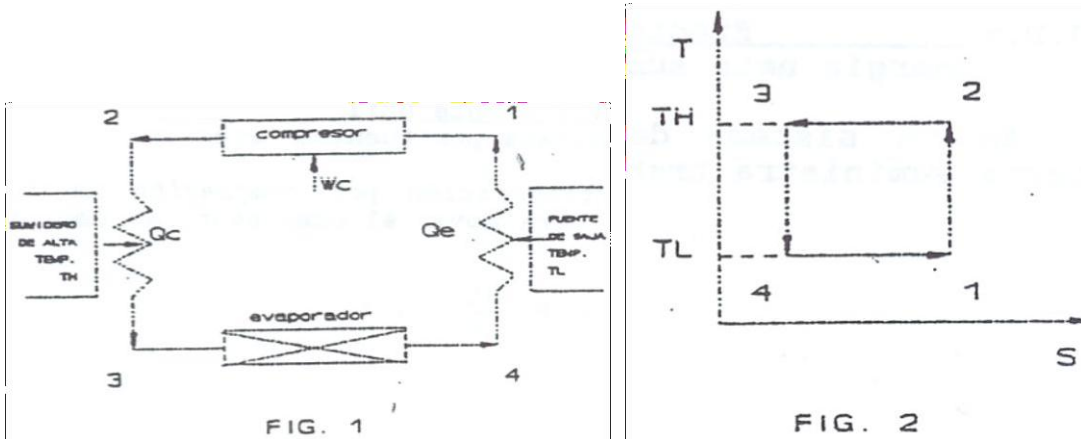 2
1
compresor
Wc
SUMIDERO
DE ALTA
TEMP.
TH
Qc
Qe
FUENTE
DE BAJA
TEMP.
TL
evaporador
3
4
FIG. 1
T
3
2
TH
TL
4
1
S
FIG. 2